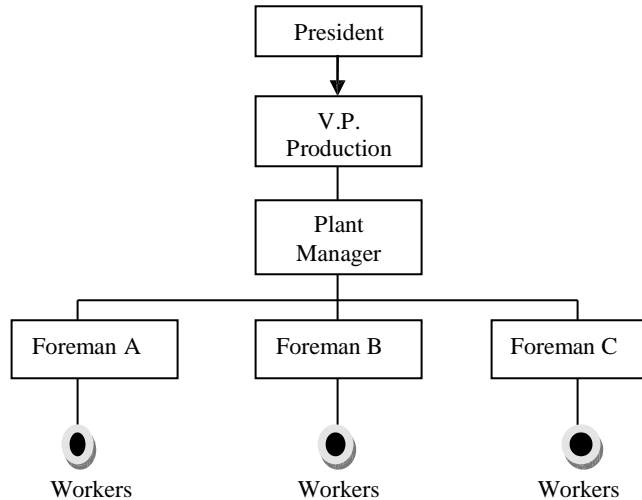 President
V.P.
Production
Plant
Manager
Foreman A
Foreman B
Foreman C
Workers
Workers
Workers